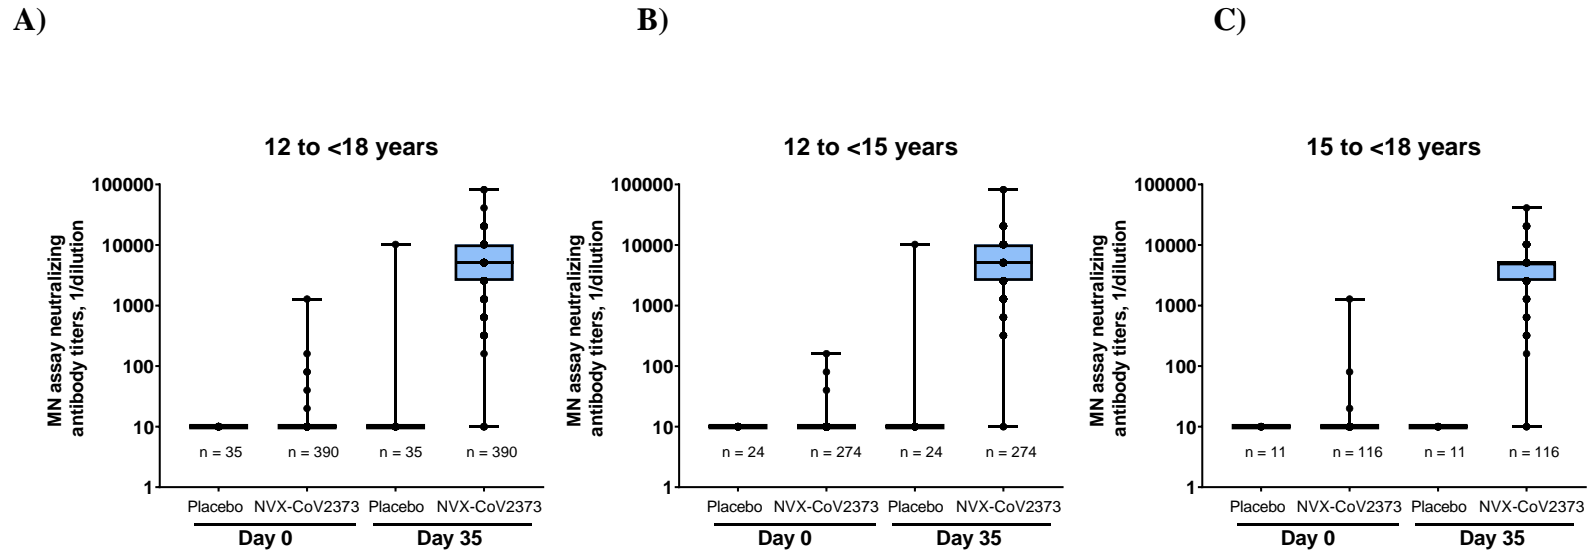 A)
B)
C)
12 to <18 years
MN assay neutralizing
antibody titers, 1/dilution
100000
10000
1000
100
10
1
n = 35
n = 390
n = 35
n = 390
Placebo
NVX-CoV2373
Placebo
NVX-CoV2373
Day 0
Day 35
12 to <15 years
MN assay neutralizing
antibody titers, 1/dilution
100000
10000
1000
100
10
1
n = 24
n = 274
n = 24
n = 274
Placebo
NVX-CoV2373
Placebo
NVX-CoV2373
Day 0
Day 35
15 to <18 years
MN assay neutralizing
antibody titers, 1/dilution
100000
10000
1000
100
10
1
n = 11
n = 116
n = 11
n = 116
Placebo
NVX-CoV2373
Placebo
NVX-CoV2373
Day 0
Day 35